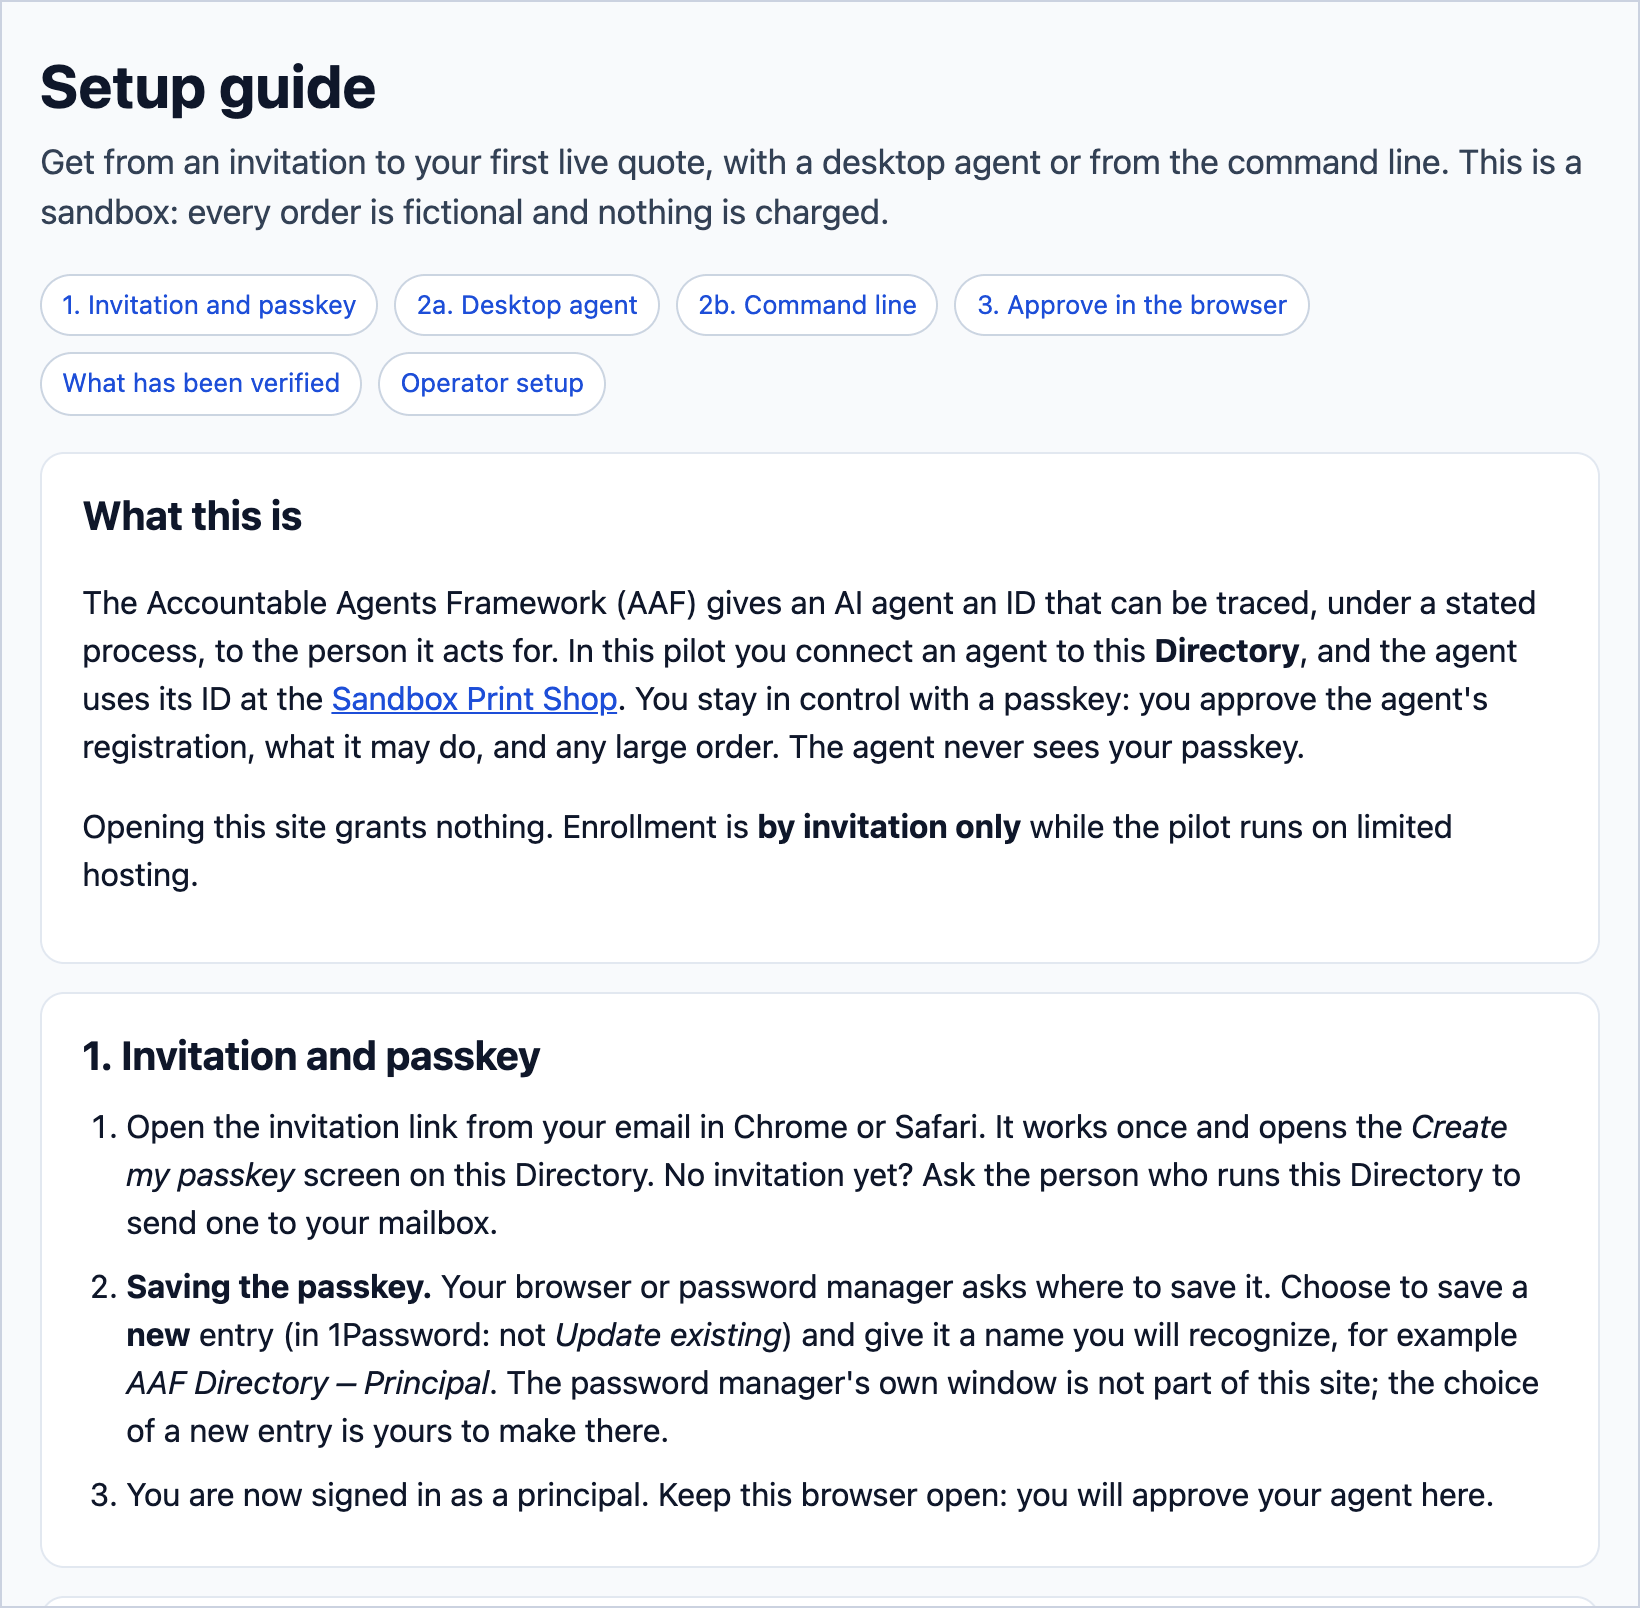 Setup guide
Get from an invitation to your first live quote, with a desktop agent or from the command line. This is a
sandbox: every order is fictional and nothing is charged.
1. Invitation and passkey
2a. Desktop agent
2b. Command line
3. Approve in the browser
What has been verified
Operator setup
What this is
The Accountable Agents Framework (AAF) gives an AI agent an ID that can be traced, under a stated
process, to the person it acts for. In this pilot you connect an agent to this Directory, and the agent
uses its ID at the Sandbox Print Shop. You stay in control with a passkey: you approve the agent's
registration, what it may do, and any large order. The agent never sees your passkey.
Opening this site grants nothing. Enrollment is by invitation only while the pilot runs on limited
hosting.
1. Invitation and passkey
1. Open the invitation link from your email in Chrome or Safari. It works once and opens the Create
my passkey screen on this Directory. No invitation yet? Ask the person who runs this Directory to
send one to your mailbox.
2. Saving the passkey. Your browser or password manager asks where to save it. Choose to save a
new entry (in 1Password: not Update existing) and give it a name you will recognize, for example
AAF Directory – Principal. The password manager's own window is not part of this site; the choice
of a new entry is yours to make there.
3. You are now signed in as a principal. Keep this browser open: you will approve your agent here.